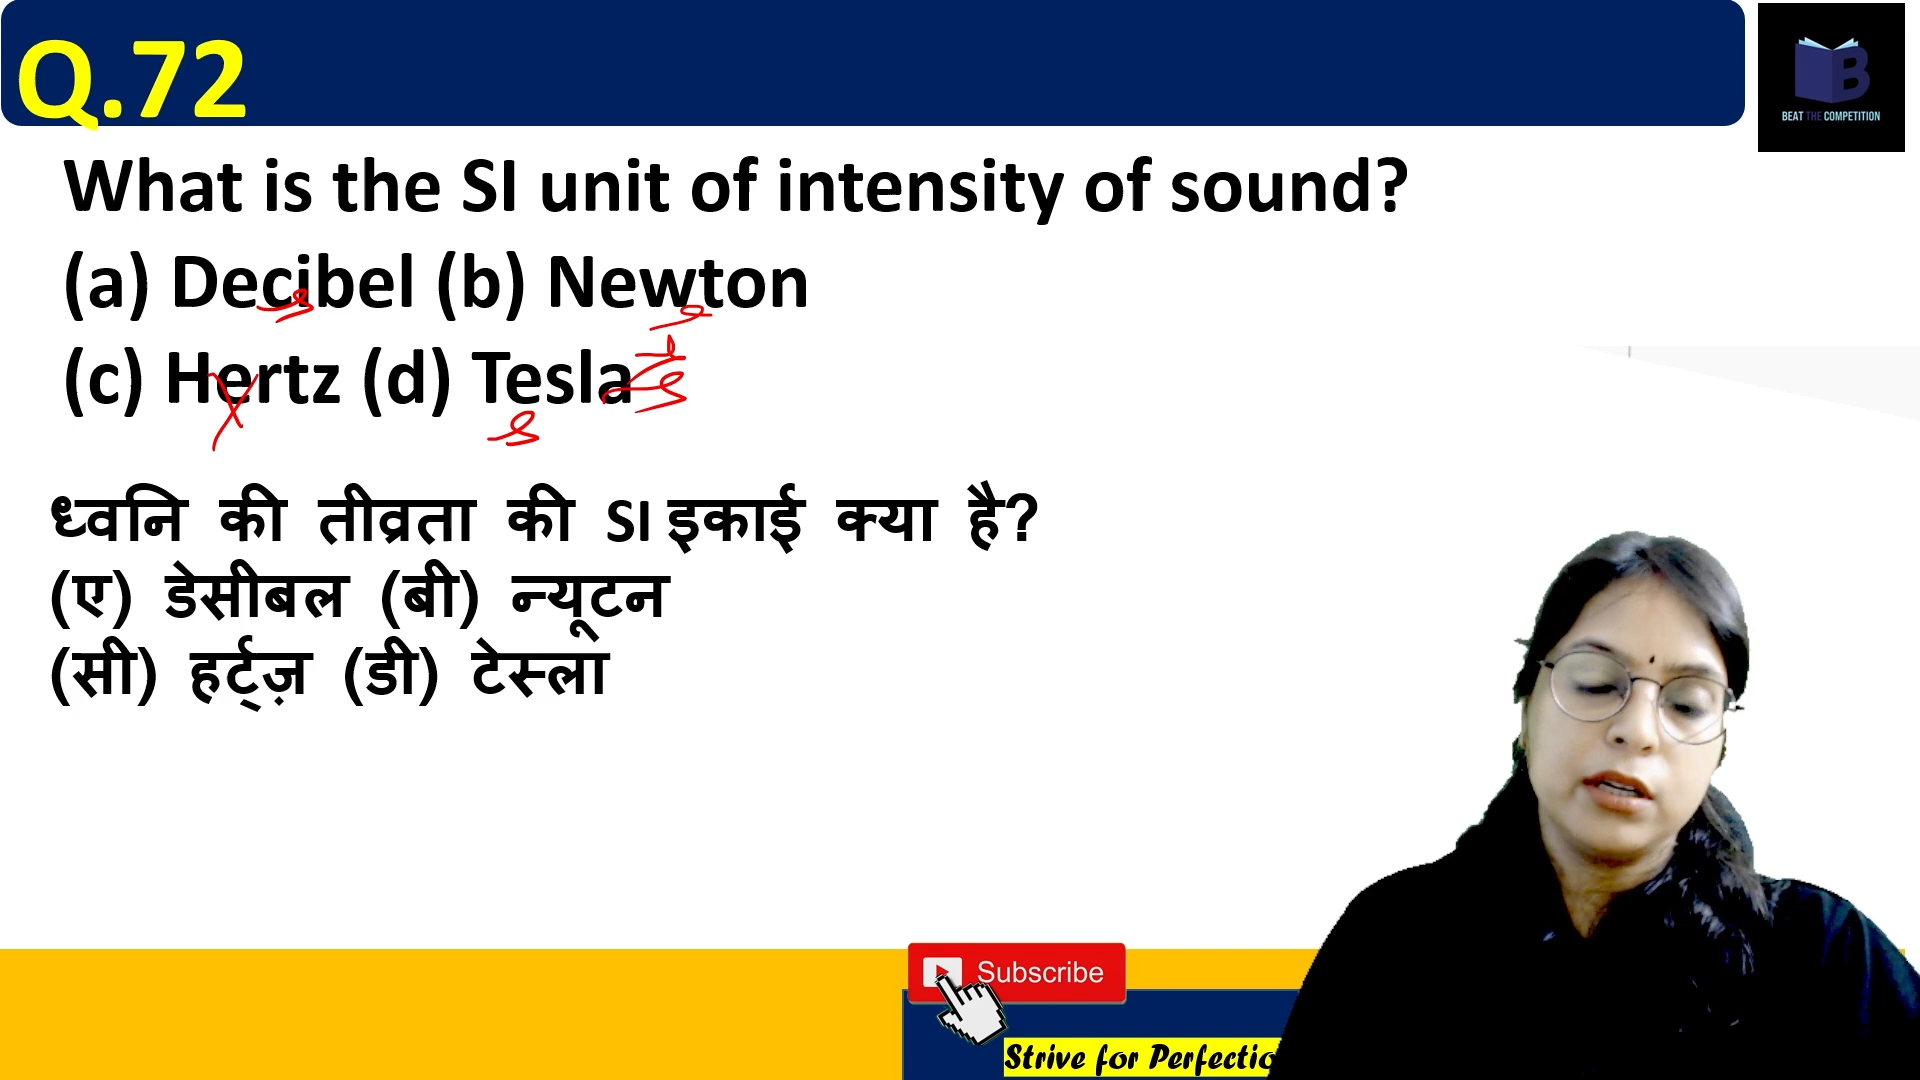 Q.72
BEAT THE COMPETITION
What is the SI unit of intensity of sound?
(a) Decibel (b) Newton
(c) Hertz (d) Tesla
ध्वनि की तीव्रता की SI इकाई क्या है?
(ए) डेसीबल (बी) न्यूटन
(सी) हर्ट्ज़ (डी) टेस्ला
Subscribe
Strive for Perfectio